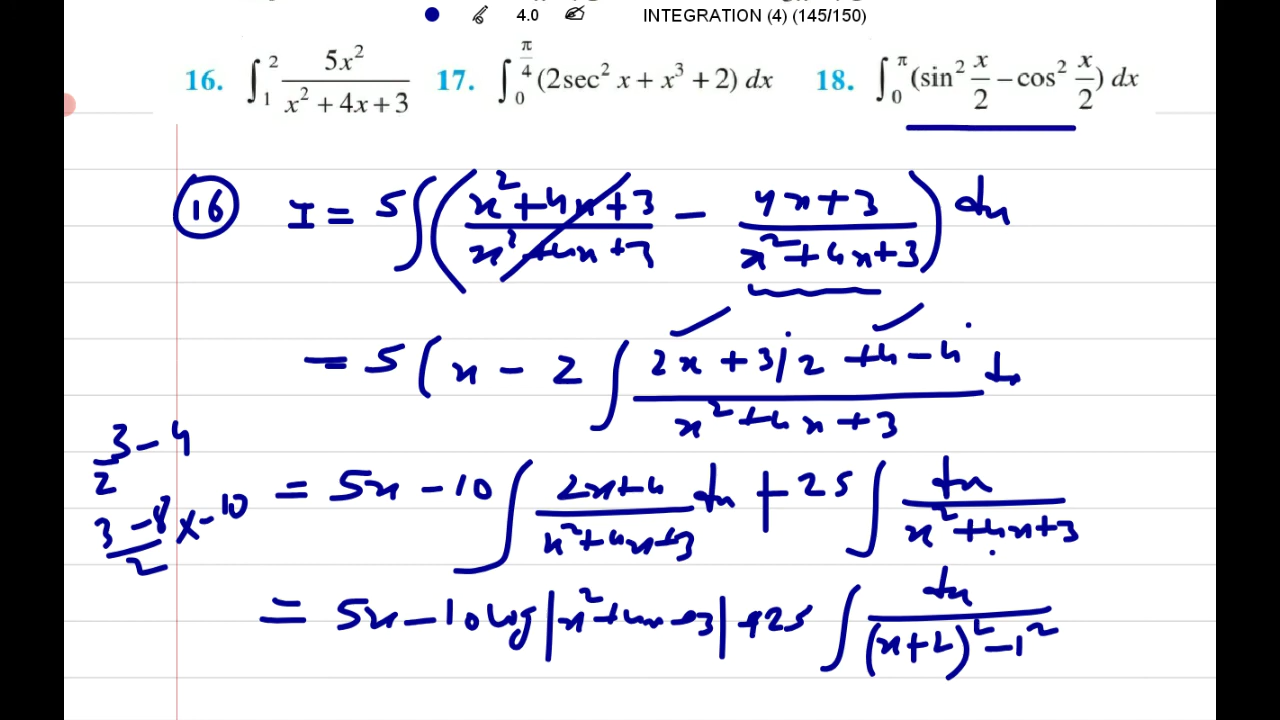 4.0 INTEGRATION (4) (145/150)
16. ∫₁² 5x² / (x² + 4x + 3) 17. ∫₀^(π/4) (2sec² x + x³ + 2) dx 18. ∫₀^π (sin² x/2 − cos² x/2) dx
16 I = 5 ∫ ( (x² + 4x + 3) / (x² + 4x + 3) − (4x + 3) / (x² + 4x + 3) ) dx
= 5 ( x − 2 ∫ (2x + 3/2 + 4 − 4) / (x² + 4x + 3) dx
3/2 − 4
= 5x − 10 ∫ (2x + 4) / (x² + 4x + 3) dx + 25 ∫ dx / (x² + 4x + 3)
(3 − 8)/2 x − 10
= 5x − 10 log |x² + 4x + 3| + 25 ∫ dx / ((x + 2)² − 1²)